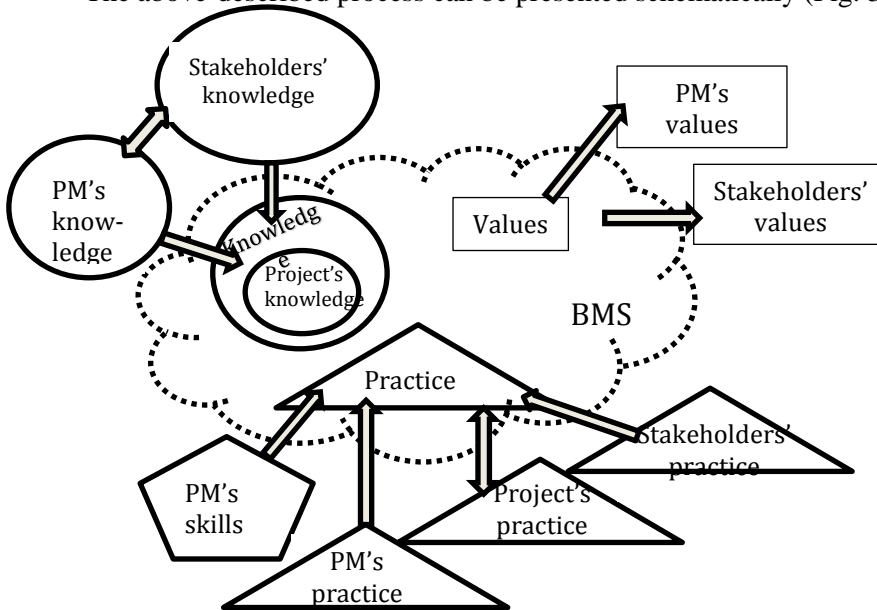 The above-described process can be presented schematically (Fig.
Stakeholders'
knowledge
PM's
know-
ledge
Knowledg
e
Project's
knowledge
PM's
values
Values
Stakeholders'
values
BMS
Practice
Stakeholders'
practice
PM's
skills
Project's
practice
PM's
practice